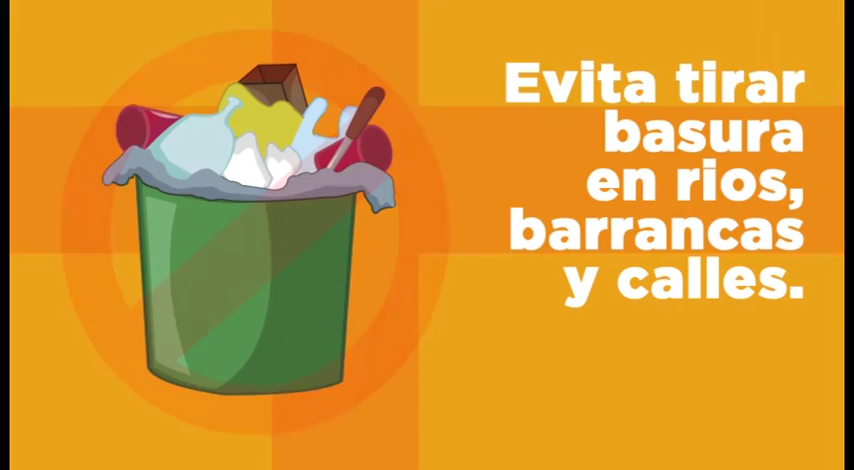 Evita tirar
basura
en rios,
barrancas
y calles.